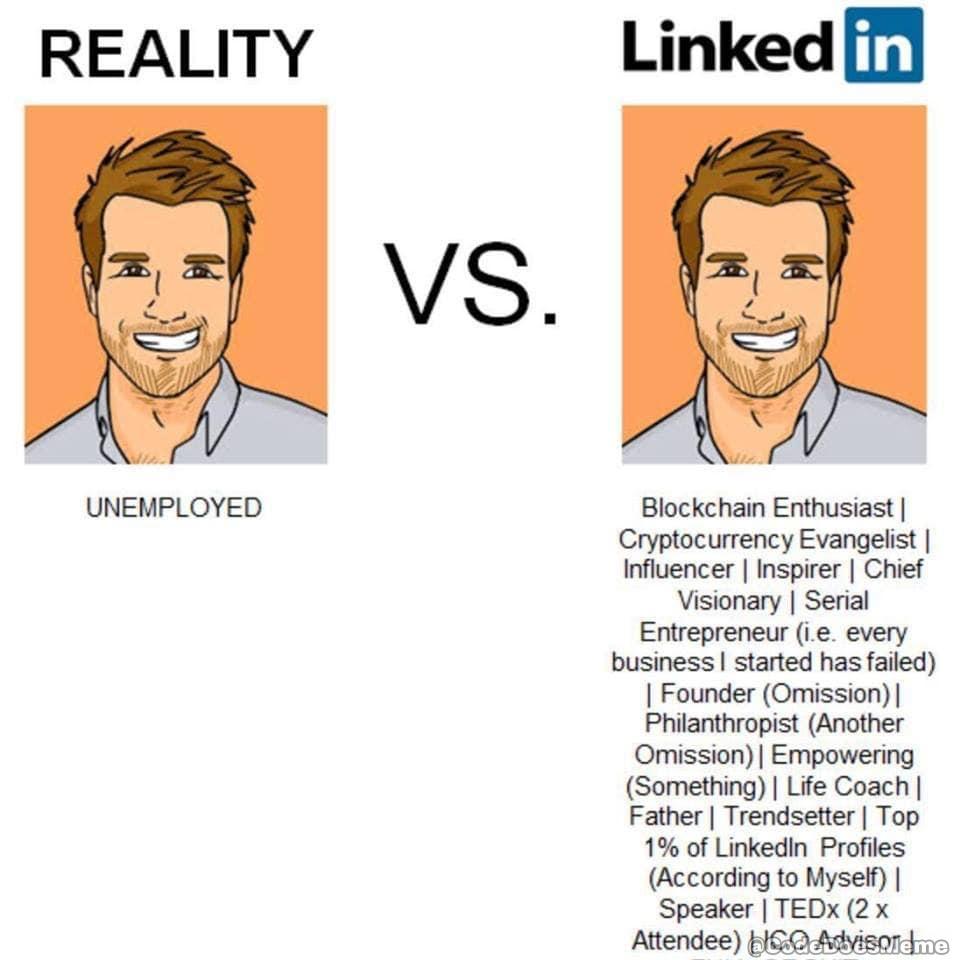 REALITY
Linked in
VS.
UNEMPLOYED
Blockchain Enthusiast |
Cryptocurrency Evangelist |
Influencer | Inspirer | Chief
Visionary | Serial
Entrepreneur (i.e. every
business I started has failed)
| Founder (Omission) |
Philanthropist (Another
Omission) | Empowering
(Something) | Life Coach |
Father | Trendsetter | Top
1% of LinkedIn Profiles
(According to Myself) |
Speaker | TEDx (2 x
Attendee) | ICO Advisor |
@CodeDoesMeme